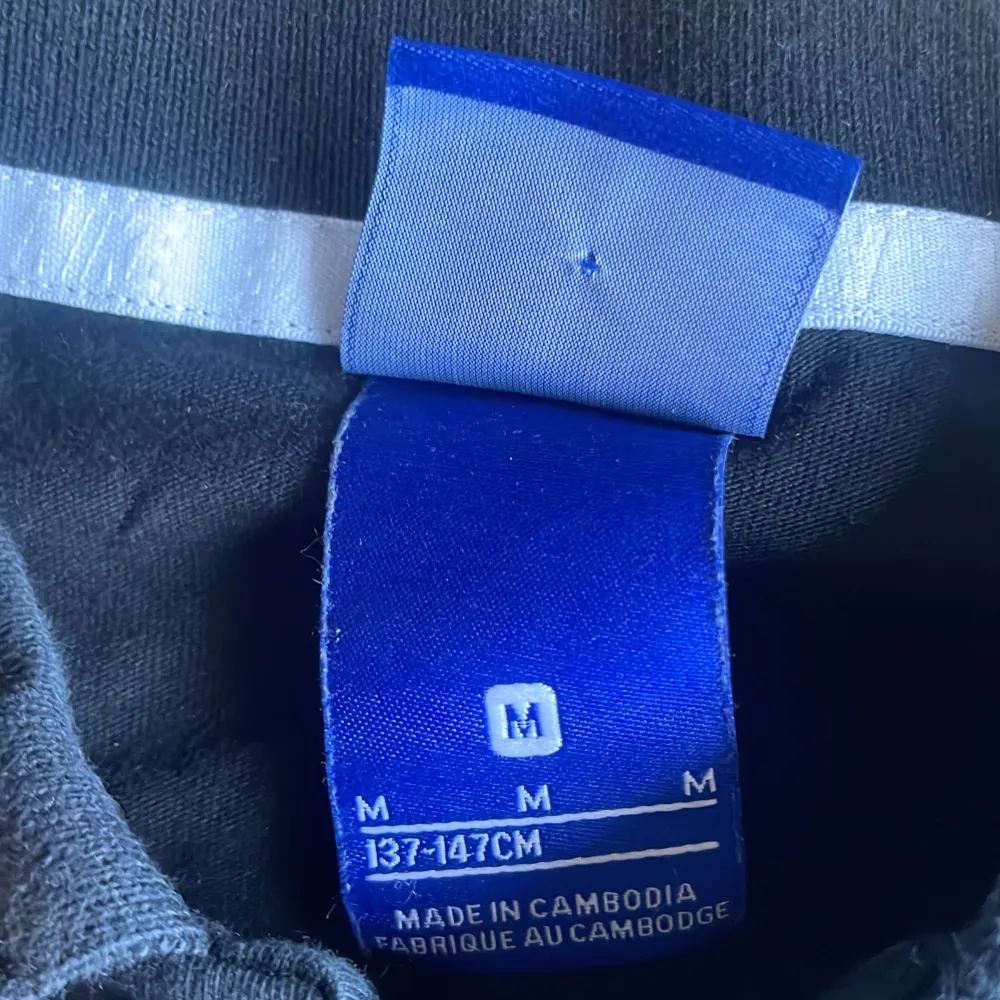 M
M M M
137-147CM
MADE IN CAMBODIA
FABRIQUE AU CAMBODGE